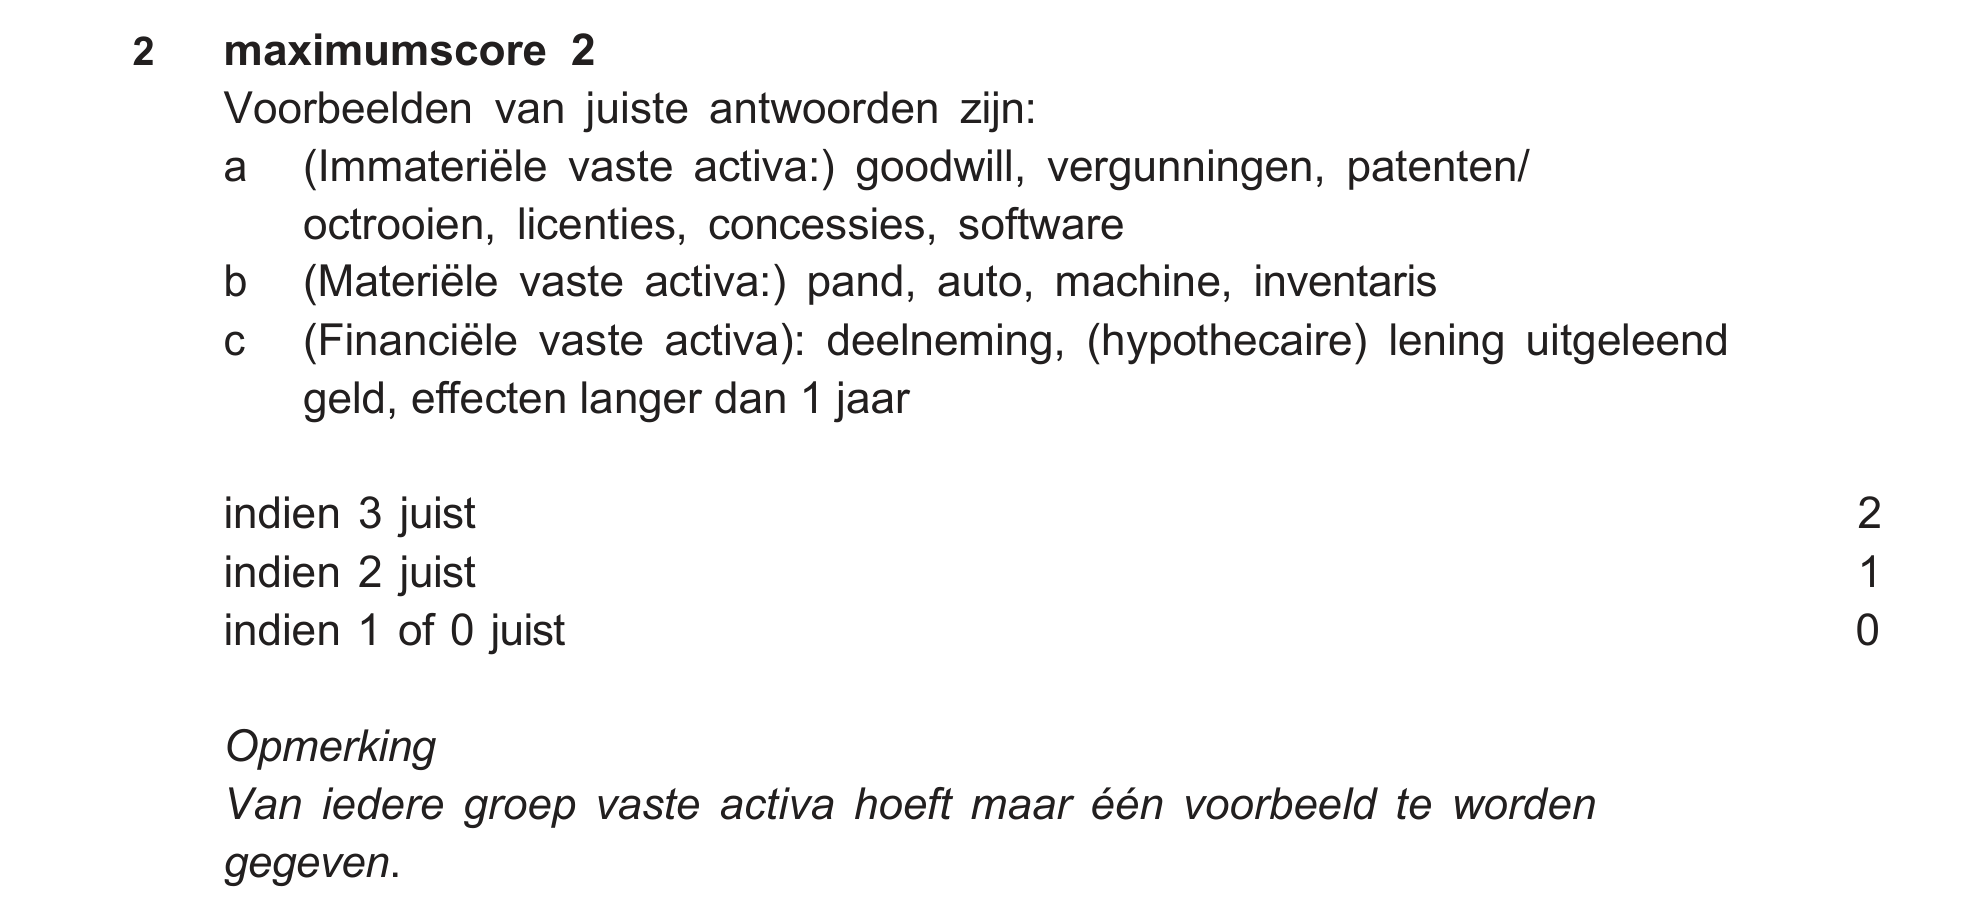 2 maximumscore 2
Voorbeelden van juiste antwoorden zijn:
a (Immateriële vaste activa:) goodwill, vergunningen, patenten/
octrooien, licenties, concessies, software
b (Materiële vaste activa:) pand, auto, machine, inventaris
c (Financiële vaste activa): deelneming, (hypothecaire) lening uitgeleend
geld, effecten langer dan 1 jaar
indien 3 juist 2
indien 2 juist 1
indien 1 of 0 juist 0
Opmerking
Van iedere groep vaste activa hoeft maar één voorbeeld te worden
gegeven.